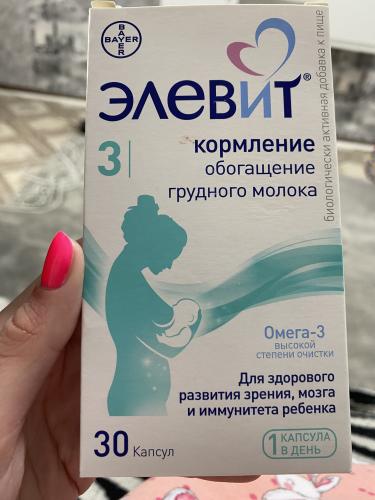 BAYER
BAYER
ЭЛЕВИТ®
3
кормление
обогащение
грудного молока
биологически активная добавка к пище
Омега-3
высокой
степени очистки
Для здорового
развития зрения, мозга
и иммунитета ребенка
30 Капсул
1 КАПСУЛА
В ДЕНЬ